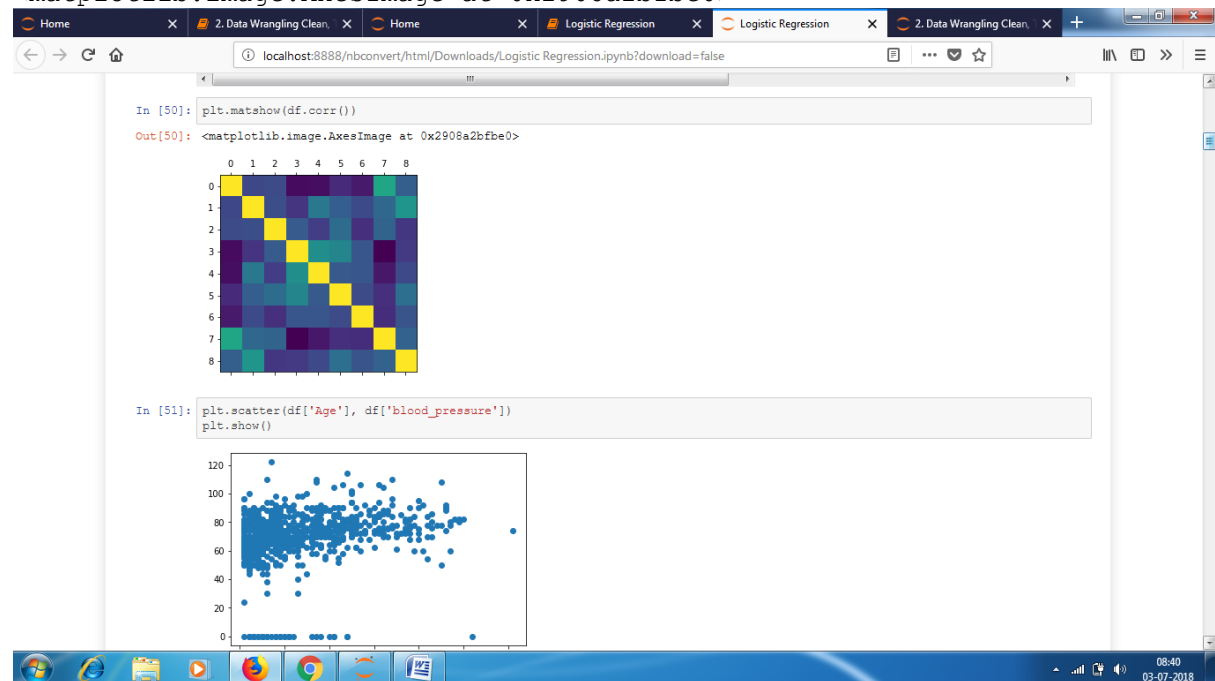 Home
2. Data Wrangling Clean,
Home
Logistic Regression
Logistic Regression
2. Data Wrangling Clean,
localhost:8888/nbconvert/html/Downloads/Logistic Regression.ipynb?download=false
In [50]: plt.matshow(df.corr())
Out[50]: <matplotlib.image.AxesImage at 0x2908a2bfbe0>
0 1 2 3 4 5 6 7 8
0
1
2
3
4
5
6
7
8
In [51]: plt.scatter(df['Age'], df['blood_pressure'])
plt.show()
120
100
80
60
40
20
0
08:40
03-07-2018